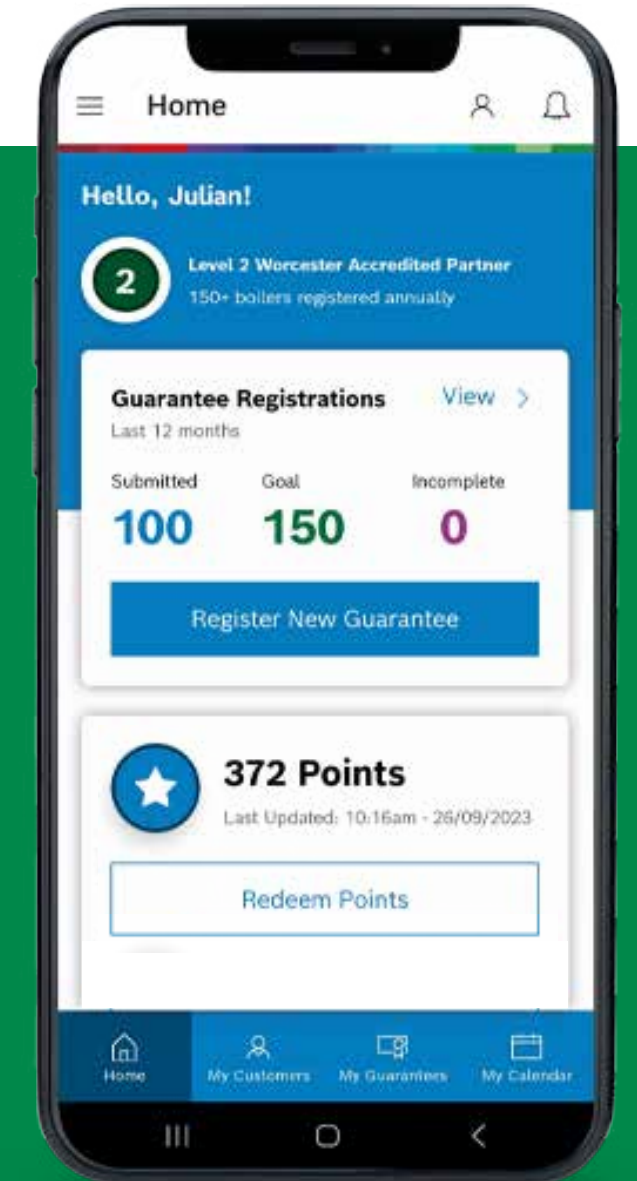 Home
Hello, Julian!
2
Level 2 Worcester Accredited Partner
150+ boilers registered annually
Guarantee Registrations
View >
Last 12 months
Submitted Goal Incomplete
100 150 0
Register New Guarantee
372 Points
Last Updated: 10:16am - 26/09/2023
Redeem Points
Home My Customers My Guarantees My Calendar